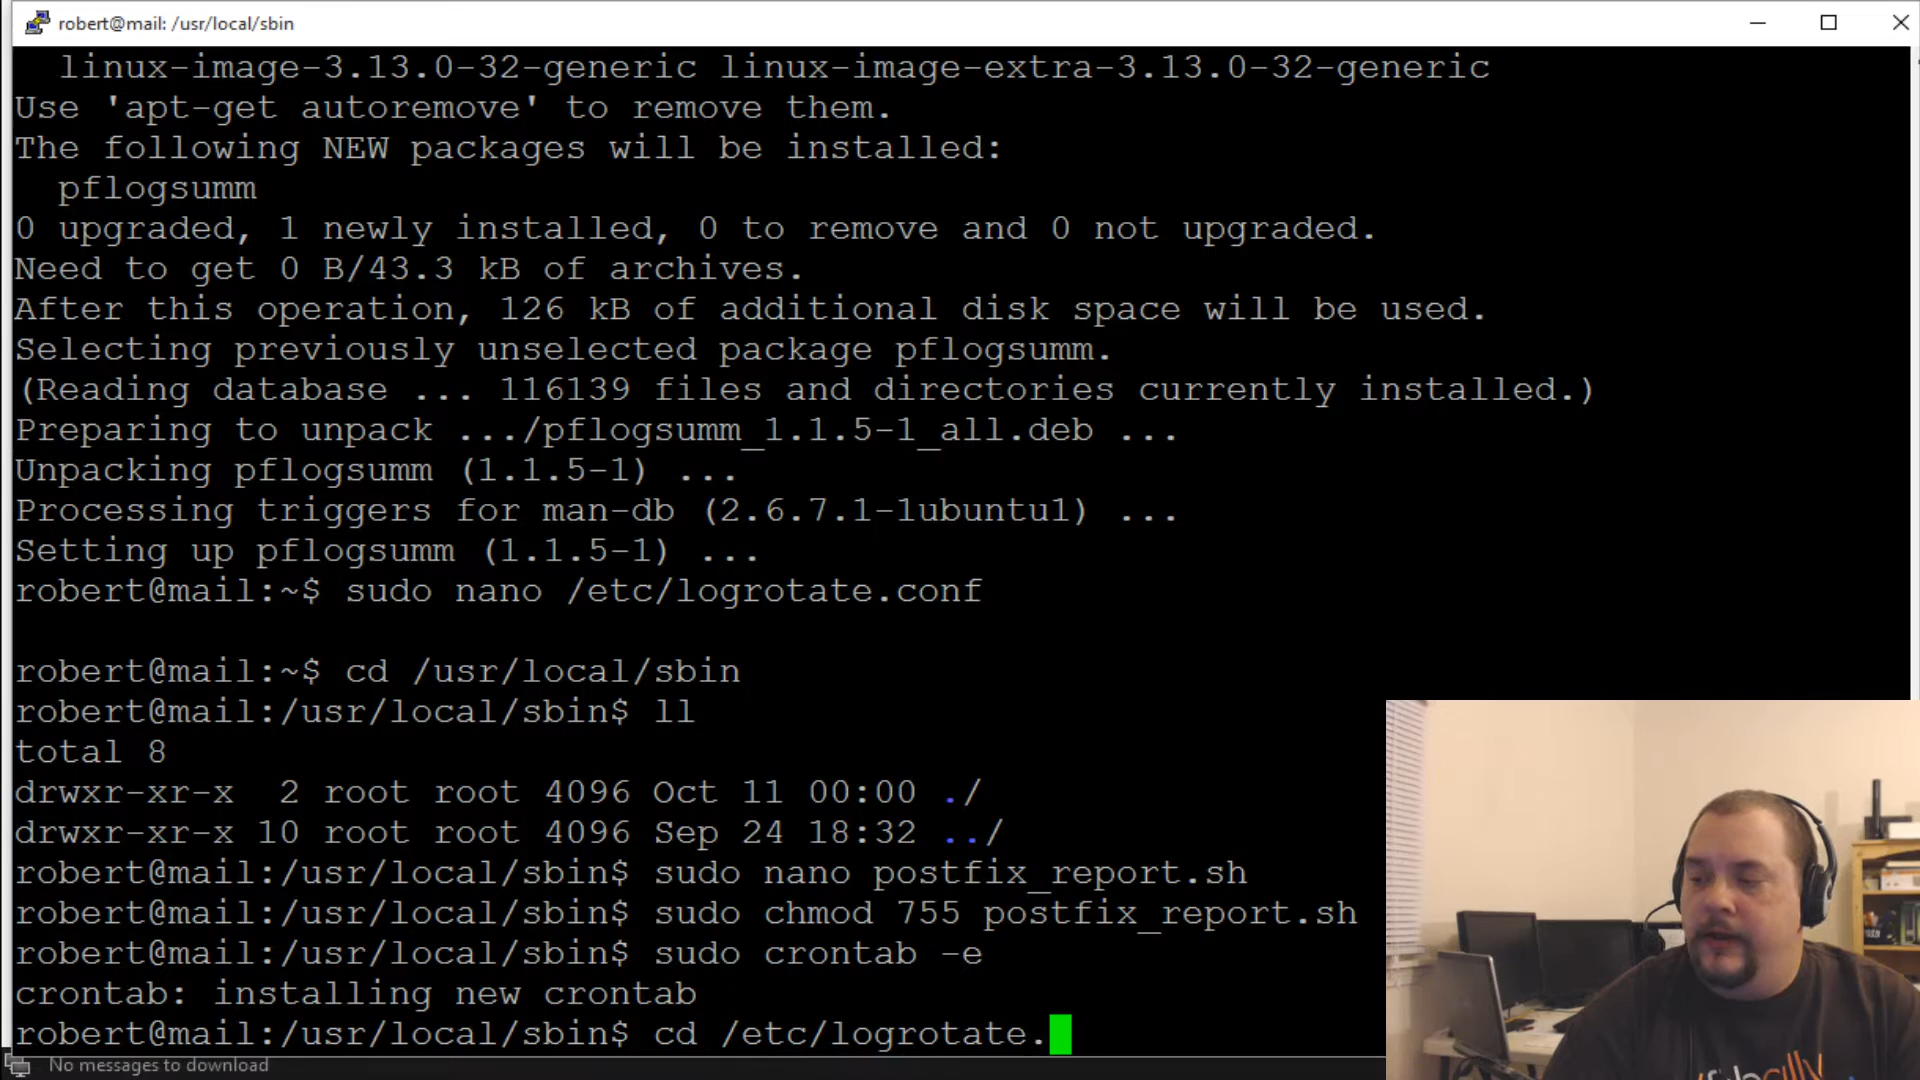 robert@mail: /usr/local/sbin
linux-image-3.13.0-32-generic linux-image-extra-3.13.0-32-generic
Use 'apt-get autoremove' to remove them.
The following NEW packages will be installed:
pflogsumm
0 upgraded, 1 newly installed, 0 to remove and 0 not upgraded.
Need to get 0 B/43.3 kB of archives.
After this operation, 126 kB of additional disk space will be used.
Selecting previously unselected package pflogsumm.
(Reading database ... 116139 files and directories currently installed.)
Preparing to unpack .../pflogsumm_1.1.5-1_all.deb ...
Unpacking pflogsumm (1.1.5-1) ...
Processing triggers for man-db (2.6.7.1-1ubuntu1) ...
Setting up pflogsumm (1.1.5-1) ...
robert@mail:~$ sudo nano /etc/logrotate.conf
robert@mail:~$ cd /usr/local/sbin
robert@mail:/usr/local/sbin$ ll
total 8
drwxr-xr-x  2 root root 4096 Oct 11 00:00 ./
drwxr-xr-x 10 root root 4096 Sep 24 18:32 ../
robert@mail:/usr/local/sbin$ sudo nano postfix_report.sh
robert@mail:/usr/local/sbin$ sudo chmod 755 postfix_report.sh
robert@mail:/usr/local/sbin$ sudo crontab -e
crontab: installing new crontab
robert@mail:/usr/local/sbin$ cd /etc/logrotate.
No messages to download